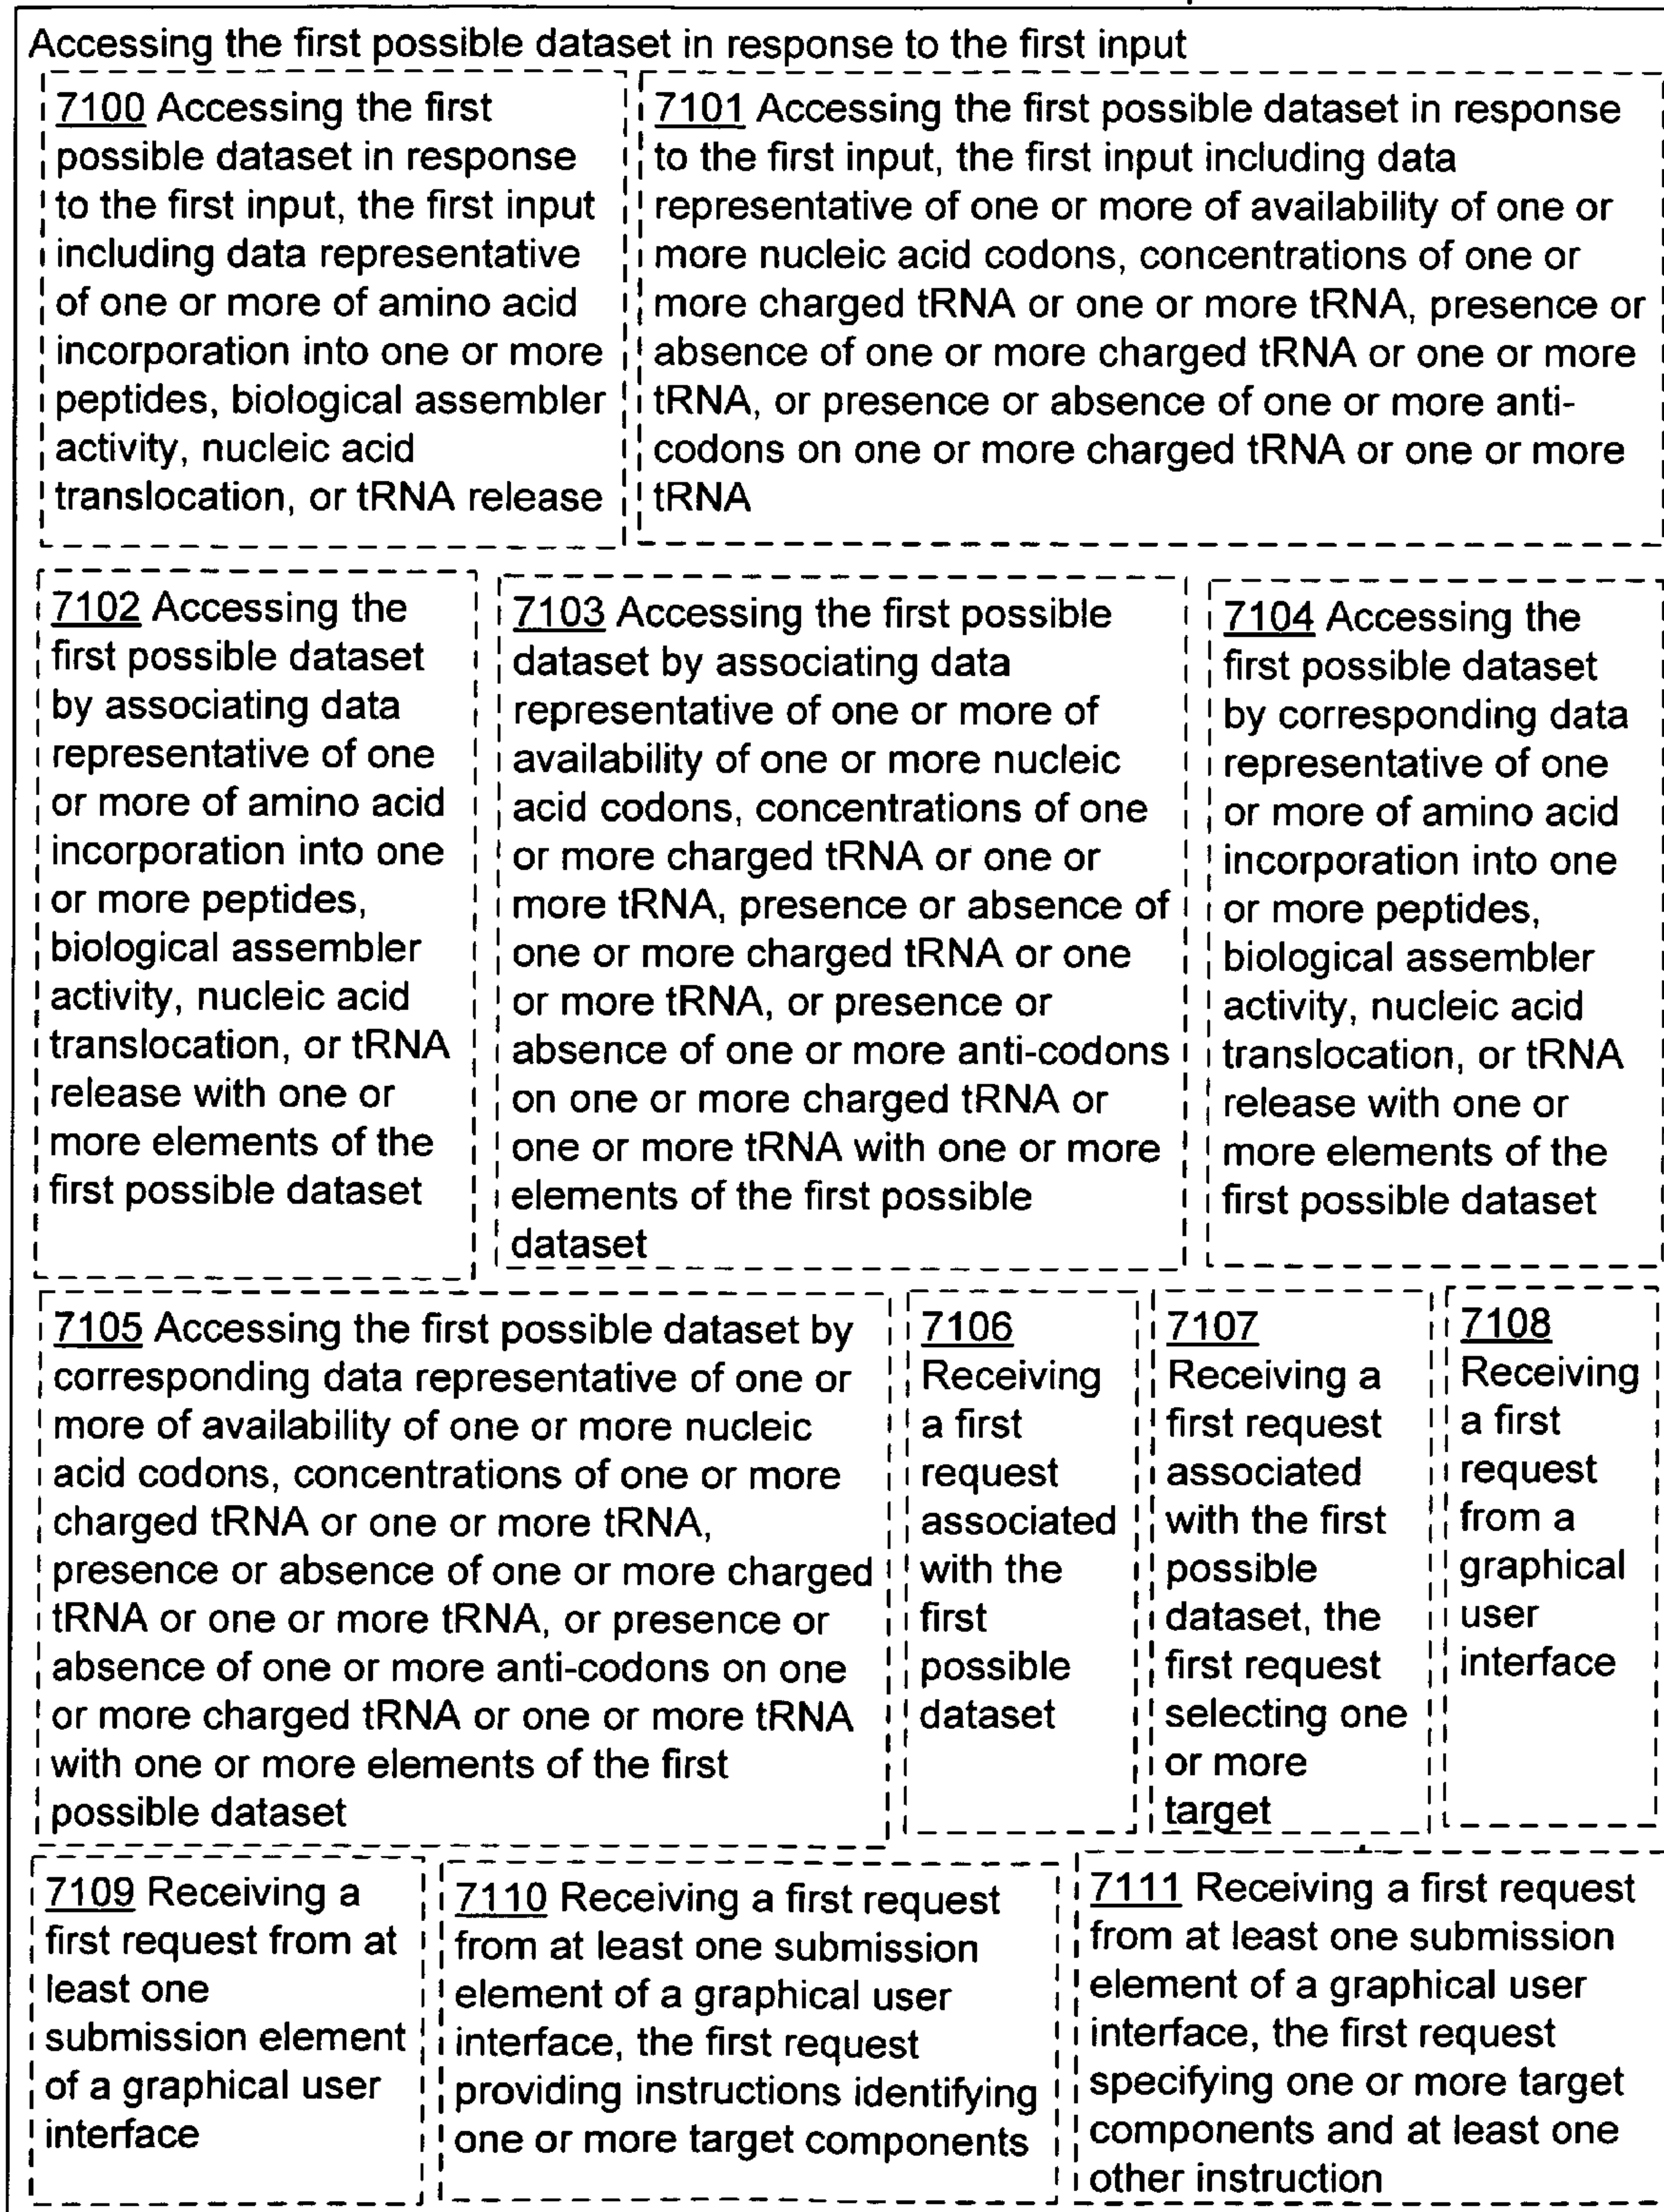 Accessing the first possible dataset in response to the first input
7100 Accessing the first
possible dataset in response
to the first input, the first input
including data representative
of one or more of amino acid
incorporation into one or more
peptides, biological assembler
activity, nucleic acid
translocation, or tRNA release
7101 Accessing the first possible dataset in response
to the first input, the first input including data
representative of one or more of availability of one or
more nucleic acid codons, concentrations of one or
more charged tRNA or one or more tRNA, presence or
absence of one or more charged tRNA or one or more
tRNA, or presence or absence of one or more anti-
codons on one or more charged tRNA or one or more
tRNA
7102 Accessing the
first possible dataset
by associating data
representative of one
or more of amino acid
incorporation into one
or more peptides,
biological assembler
activity, nucleic acid
translocation, or tRNA
release with one or
more elements of the
first possible dataset
7103 Accessing the first possible
dataset by associating data
representative of one or more of
availability of one or more nucleic
acid codons, concentrations of one
or more charged tRNA or one or
more tRNA, presence or absence of
one or more charged tRNA or one
or more tRNA, or presence or
absence of one or more anti-codons
on one or more charged tRNA or
one or more tRNA with one or more
elements of the first possible
dataset
7104 Accessing the
first possible dataset
by corresponding data
representative of one
or more of amino acid
incorporation into one
or more peptides,
biological assembler
activity, nucleic acid
translocation, or tRNA
release with one or
more elements of the
first possible dataset
7105 Accessing the first possible dataset by
corresponding data representative of one or
more of availability of one or more nucleic
acid codons, concentrations of one or more
charged tRNA or one or more tRNA,
presence or absence of one or more charged
tRNA or one or more tRNA, or presence or
absence of one or more anti-codons on one
or more charged tRNA or one or more tRNA
with one or more elements of the first
possible dataset
7106
Receiving
a first
request
associated
with the
first
possible
dataset
7107
Receiving a
first request
associated
with the first
possible
dataset, the
first request
selecting one
or more
target
7108
Receiving
a first
request
from a
graphical
user
interface
7109 Receiving a
first request from at
least one
submission element
of a graphical user
interface
7110 Receiving a first request
from at least one submission
element of a graphical user
interface, the first request
providing instructions identifying
one or more target components
7111 Receiving a first request
from at least one submission
element of a graphical user
interface, the first request
specifying one or more target
components and at least one
other instruction